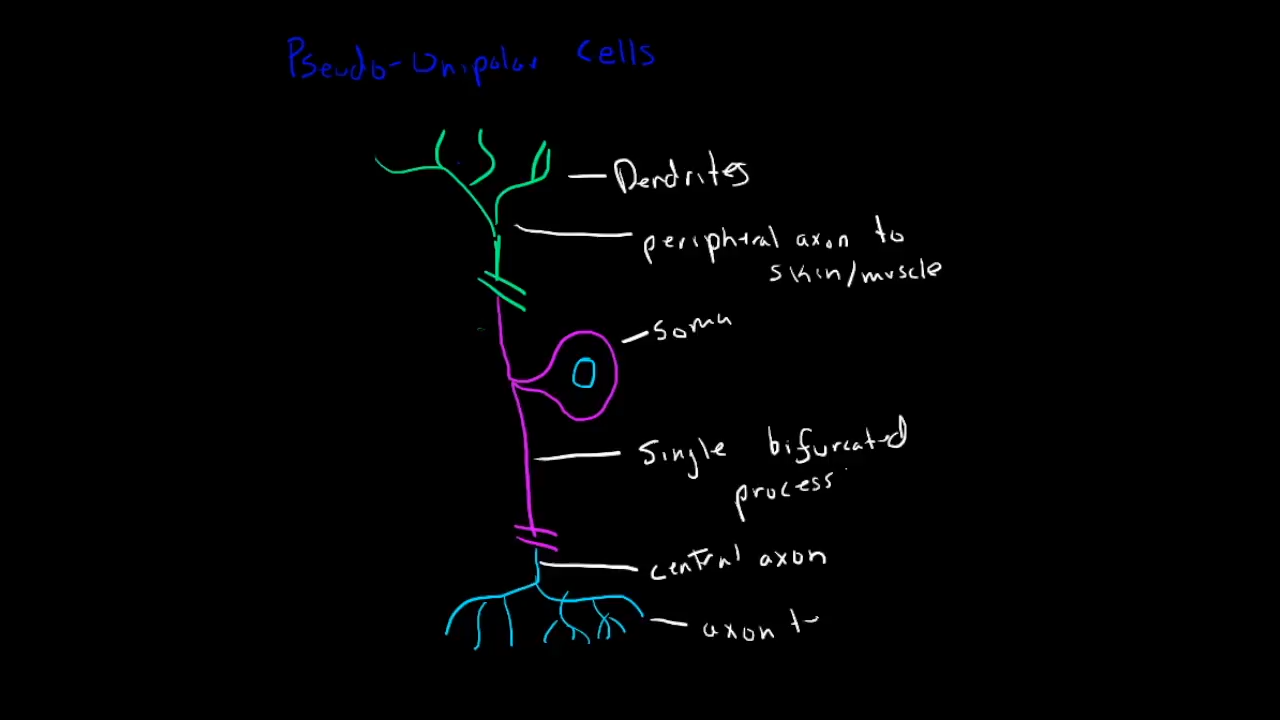 Pseudo-Unipolar Cells
Dendrites
peripheral axon to
skin/muscle
Soma
Single bifurcated
process
central axon
axon t